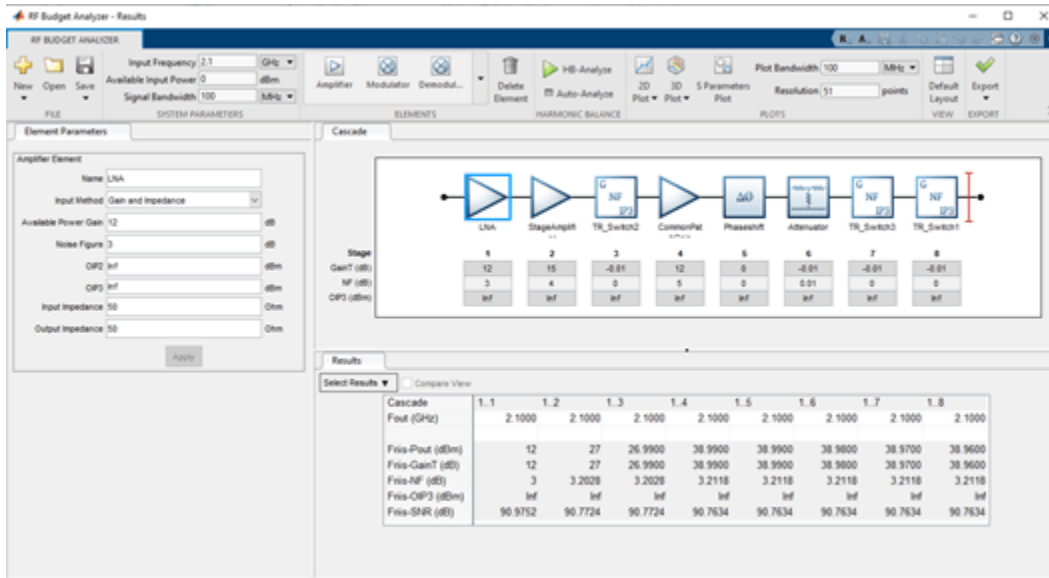 RF Budget Analyzer - Results
RF BUDGET ANALYZER
New
Open
Save
FILE
Input Frequency 2.1 GHz
Available Input Power 0 dBm
Signal Bandwidth 100 MHz
SYSTEM PARAMETERS
Amplifier Modulator Demodul...
ELEMENTS
Delete Element
HB-Analyze
Auto-Analyze
HARMONIC BALANCE
2D Plot
3D Plot
S Parameters Plot
Plot Bandwidth 100 MHz
Resolution 51 points
PLOTS
Default Layout
VIEW
Export
EXPORT
Element Parameters
Amplifier Element
Name LNA
Input Method Gain and Impedance
Available Power Gain 12 dB
Noise Figure 3 dB
OIP2 Inf dBm
OIP3 Inf dBm
Input Impedance 50 Ohm
Output Impedance 50 Ohm
Apply
Cascade
LNA StageAmplifi TR_Switch2 CommonPat Phaseshift Attenuator TR_Switch3 TR_Switch1
Stage 1 2 3 4 5 6 7 8
GainT (dB) 12 15 -0.01 12 0 -0.01 -0.01 -0.01
NF (dB) 3 4 0 5 0 0.01 0 0
OIP3 (dBm) Inf Inf Inf Inf Inf Inf Inf Inf
Results
Select Results ▼ Compare View
Cascade 1..1 1..2 1..3 1..4 1..5 1..6 1..7 1..8
Fout (GHz) 2.1000 2.1000 2.1000 2.1000 2.1000 2.1000 2.1000 2.1000
Friis-Pout (dBm) 12 27 26.9900 38.9900 38.9900 38.9800 38.9700 38.9600
Friis-GainT (dB) 12 27 26.9900 38.9900 38.9900 38.9800 38.9700 38.9600
Friis-NF (dB) 3 3.2028 3.2028 3.2118 3.2118 3.2118 3.2118 3.2118
Friis-OIP3 (dBm) Inf Inf Inf Inf Inf Inf Inf Inf
Friis-SNR (dB) 90.9752 90.7724 90.7724 90.7634 90.7634 90.7634 90.7634 90.7634